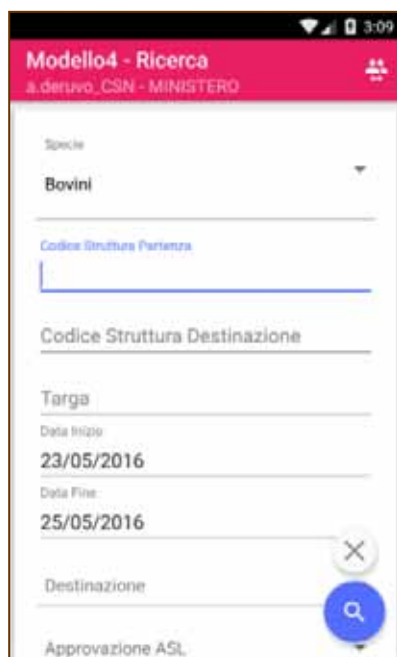 3:09
Modello4 - Ricerca
a.deruvo_CSN - MINISTERO
Specie
Bovini
Codice Struttura Partenza
Codice Struttura Destinazione
Targa
Data Inizio
23/05/2016
Data Fine
25/05/2016
Destinazione
Approvazione ASL